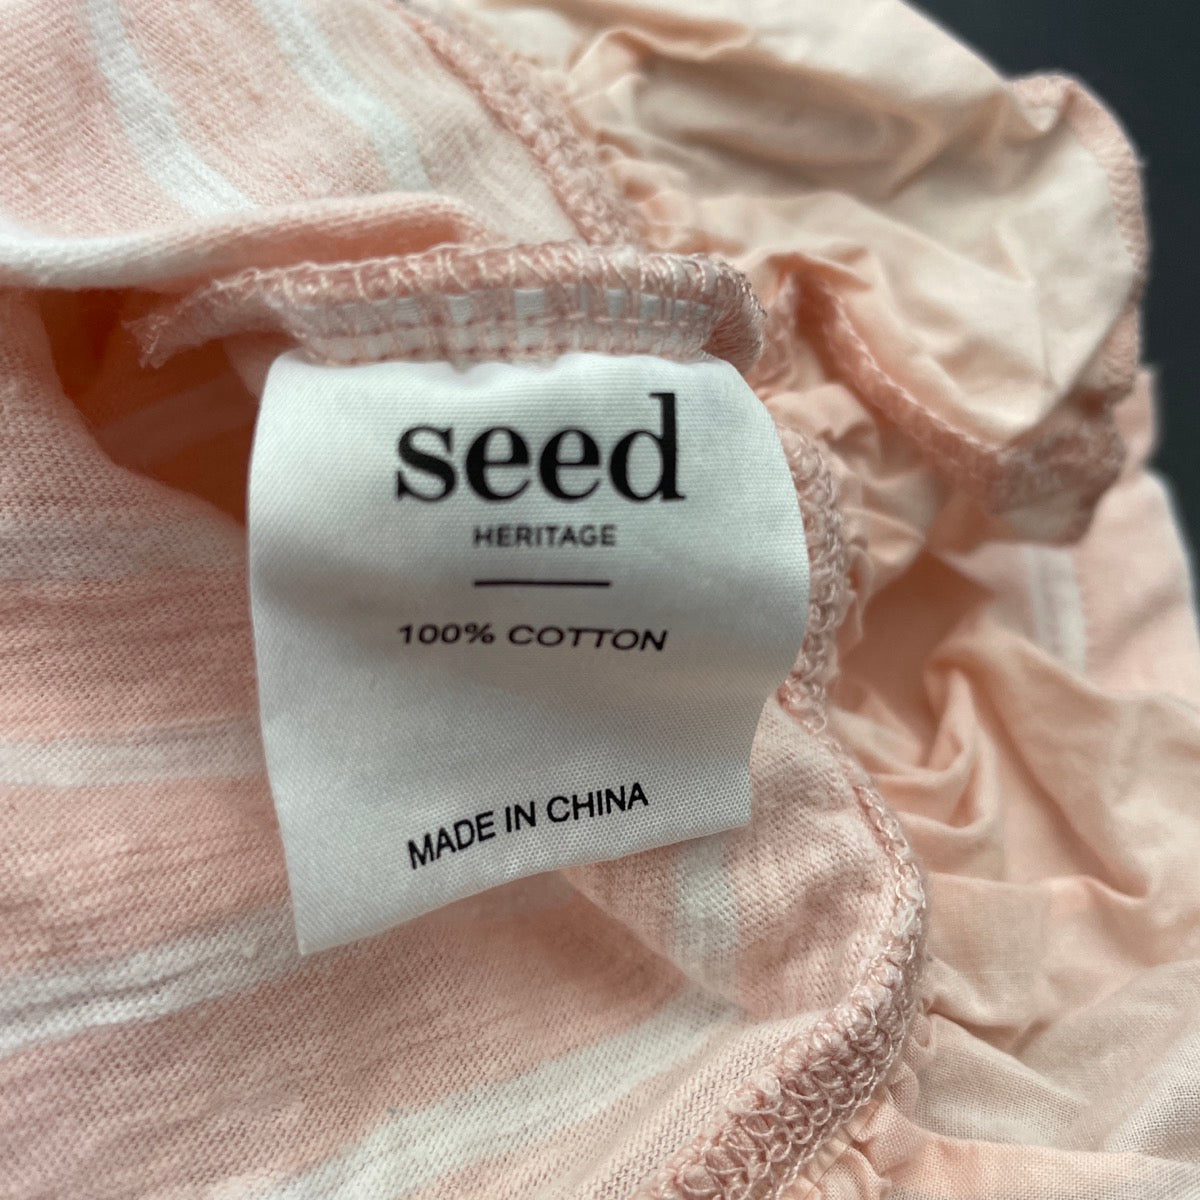 seed
HERITAGE
100% COTTON
MADE IN CHINA